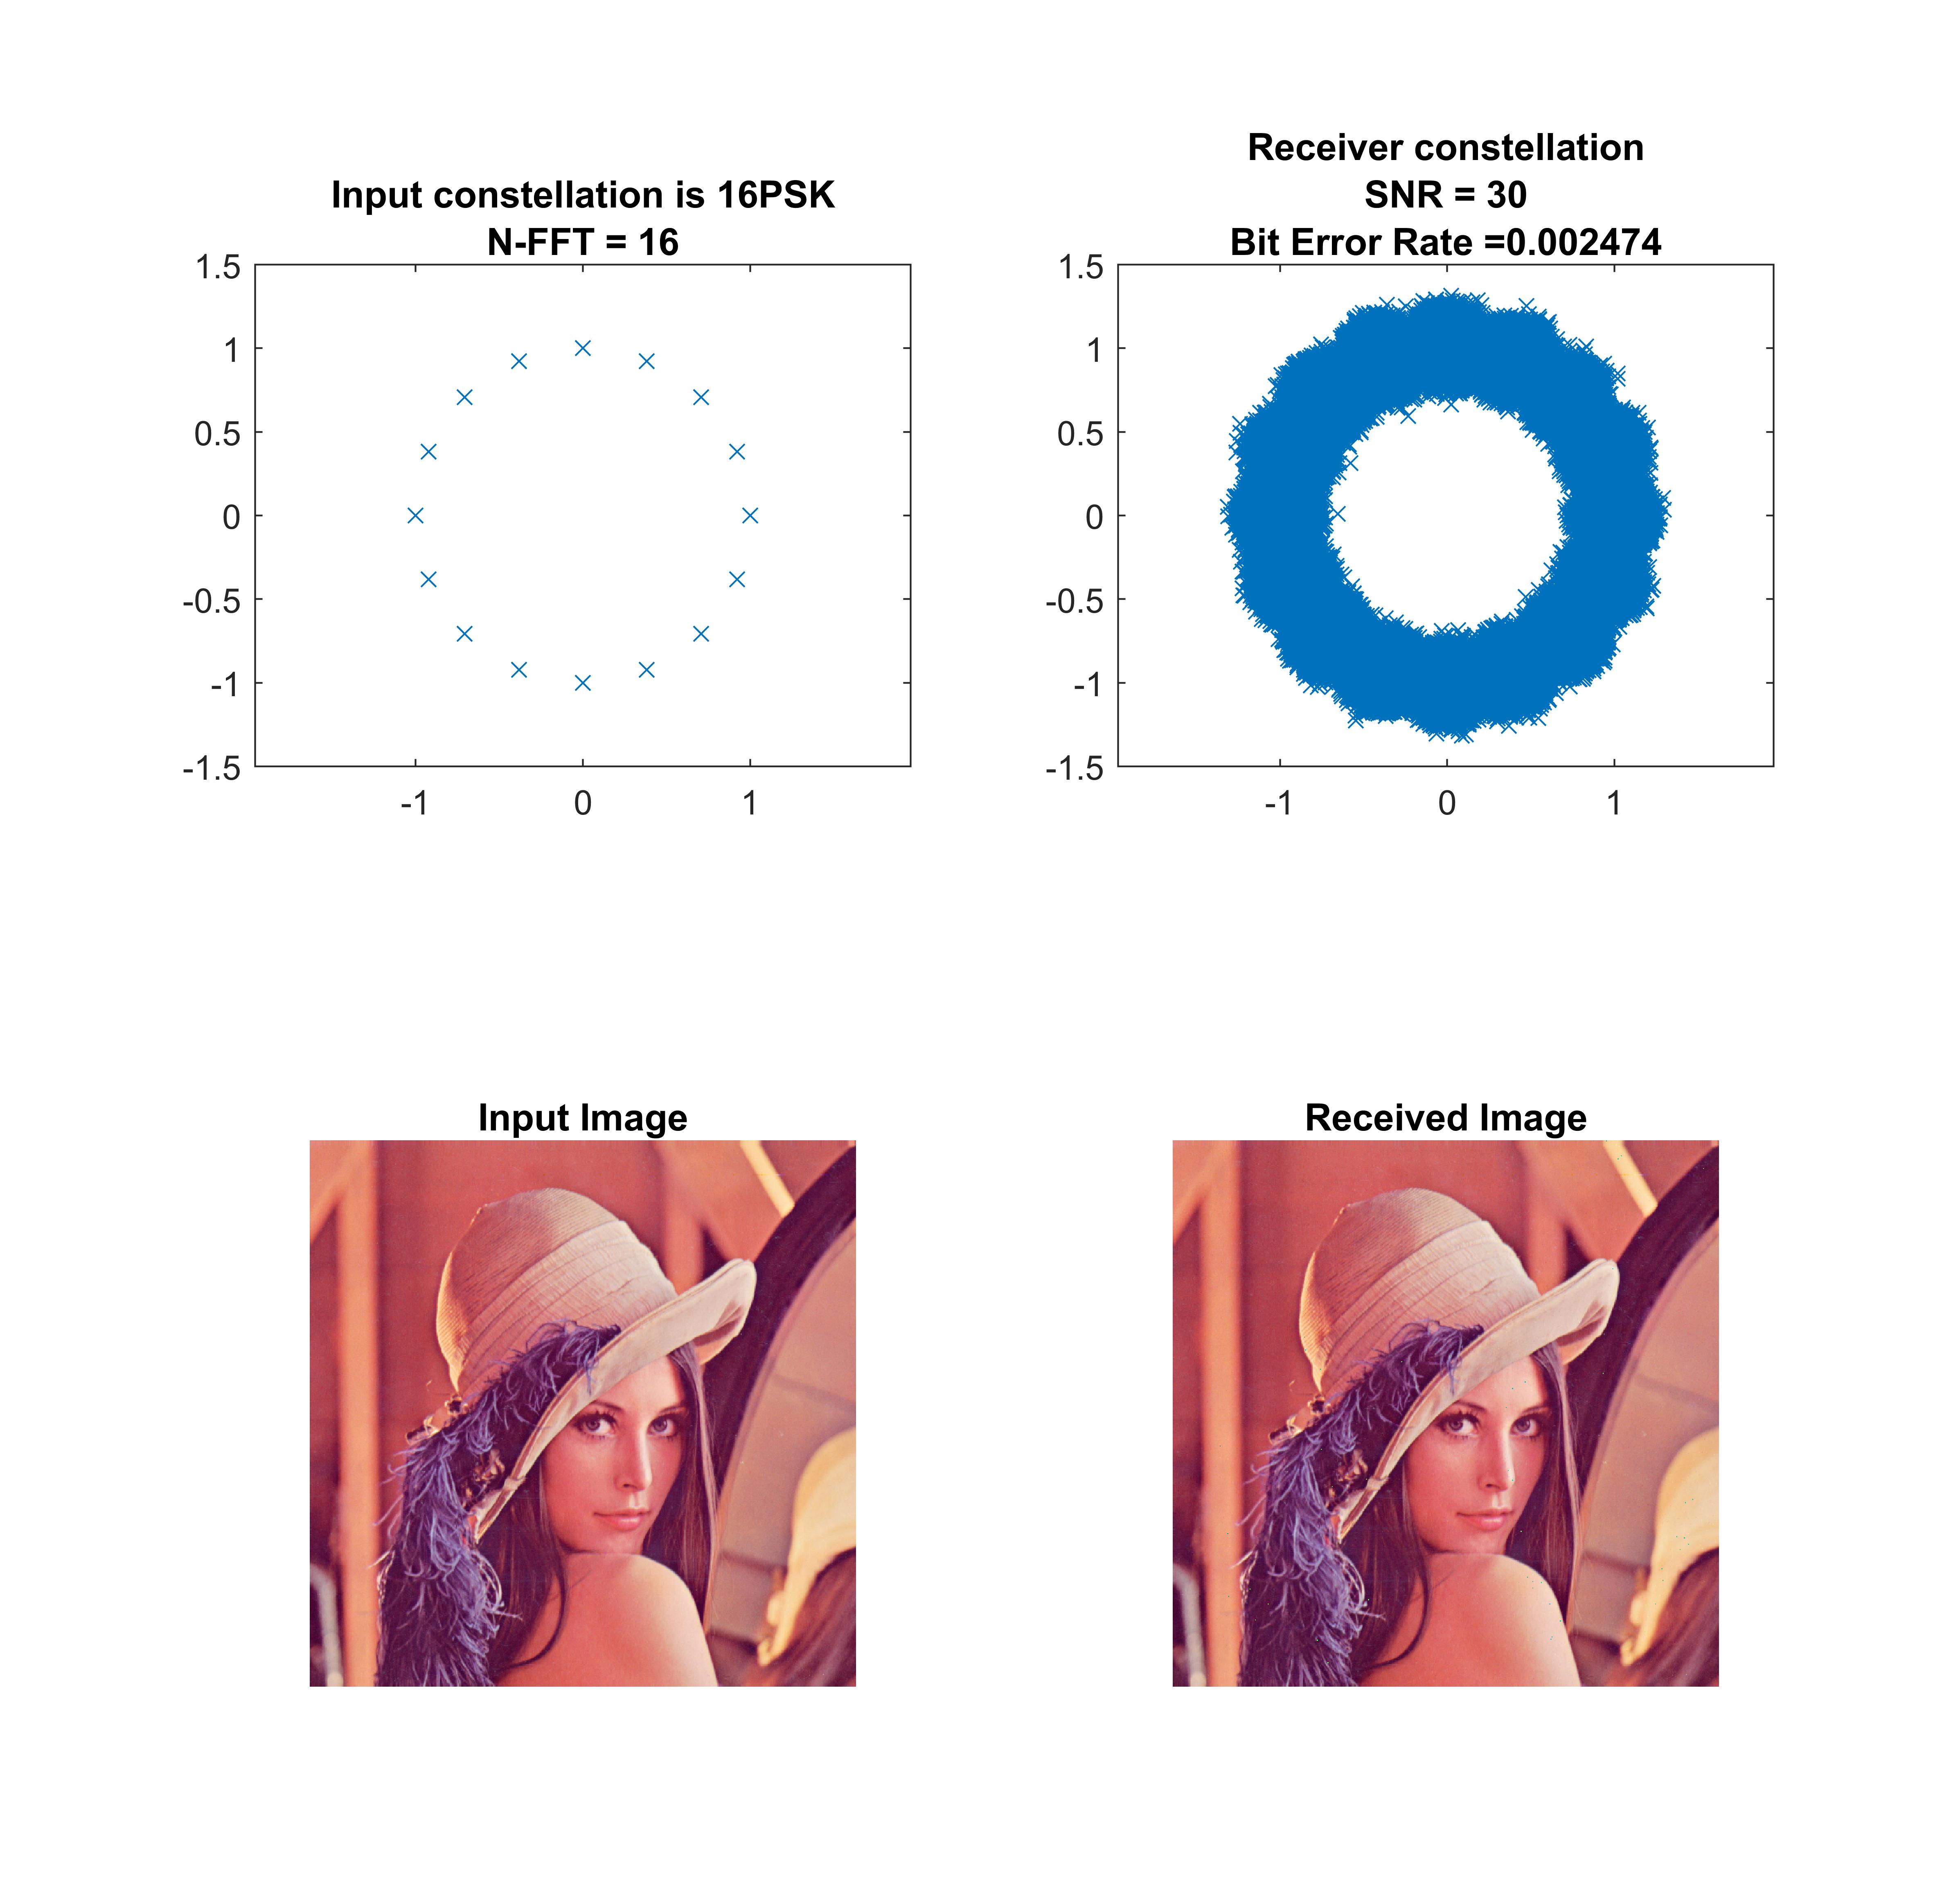 Input constellation is 16PSK
N-FFT = 16
1.5
1
0.5
0
-0.5
-1
-1.5
-1
0
1
Receiver constellation
SNR = 30
Bit Error Rate =0.002474
1.5
1
0.5
0
-0.5
-1
-1.5
-1
0
1
Input Image
Received Image